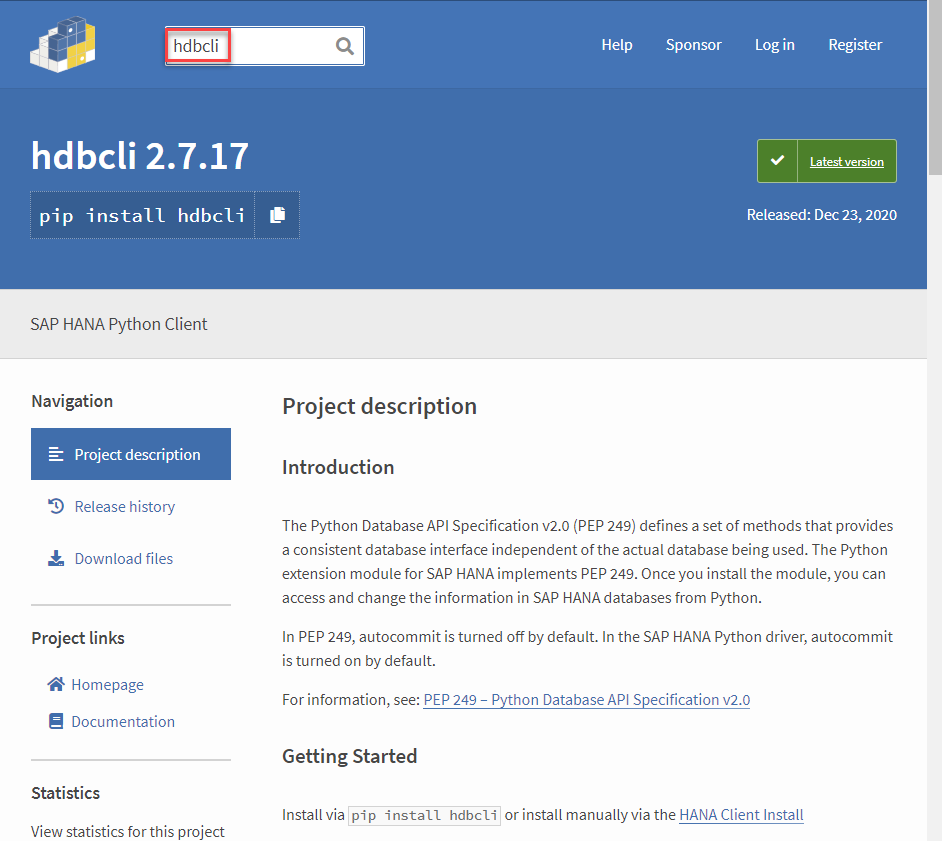 hdbcli
Help
Sponsor
Log in
Register
hdbcli 2.7.17
pip install hdbcli
Latest version
Released: Dec 23, 2020
SAP HANA Python Client
Navigation
Project description
Release history
Download files
Project links
Homepage
Documentation
Statistics
View statistics for this project
Project description
Introduction
The Python Database API Specification v2.0 (PEP 249) defines a set of methods that provides
a consistent database interface independent of the actual database being used. The Python
extension module for SAP HANA implements PEP 249. Once you install the module, you can
access and change the information in SAP HANA databases from Python.
In PEP 249, autocommit is turned off by default. In the SAP HANA Python driver, autocommit
is turned on by default.
For information, see: PEP 249 – Python Database API Specification v2.0
Getting Started
Install via pip install hdbcli or install manually via the HANA Client Install